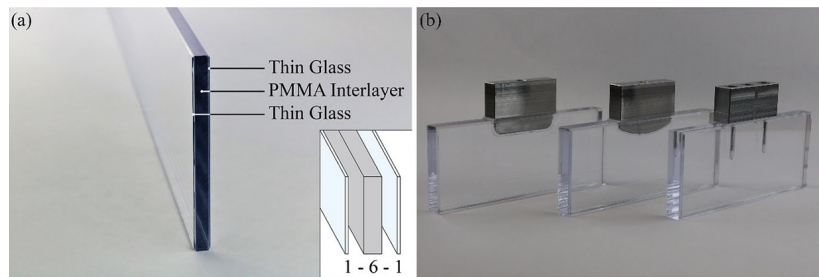 (a)
Thin Glass
PMMA Interlayer
Thin Glass
1 - 6 - 1
(b)